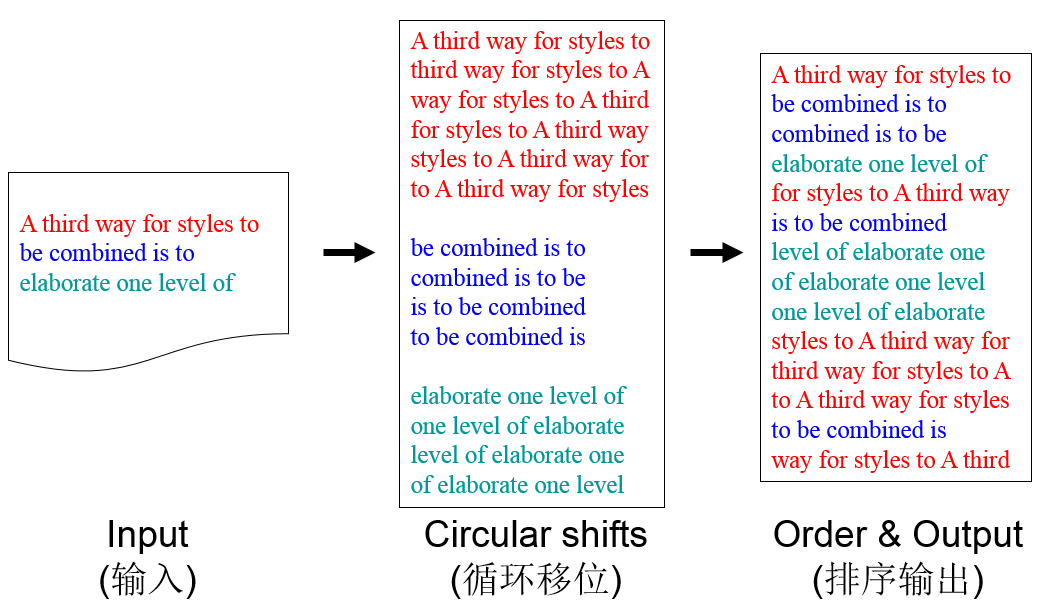 A third way for styles to
be combined is to
elaborate one level of
Input
(输入)
A third way for styles to
third way for styles to A
way for styles to A third
for styles to A third way
styles to A third way for
to A third way for styles
be combined is to
combined is to be
is to be combined
to be combined is
elaborate one level of
one level of elaborate
level of elaborate one
of elaborate one level
Circular shifts
(循环移位)
A third way for styles to
be combined is to
combined is to be
elaborate one level of
for styles to A third way
is to be combined
level of elaborate one
of elaborate one level
one level of elaborate
styles to A third way for
third way for styles to A
to A third way for styles
to be combined is
way for styles to A third
Order & Output
(排序输出)